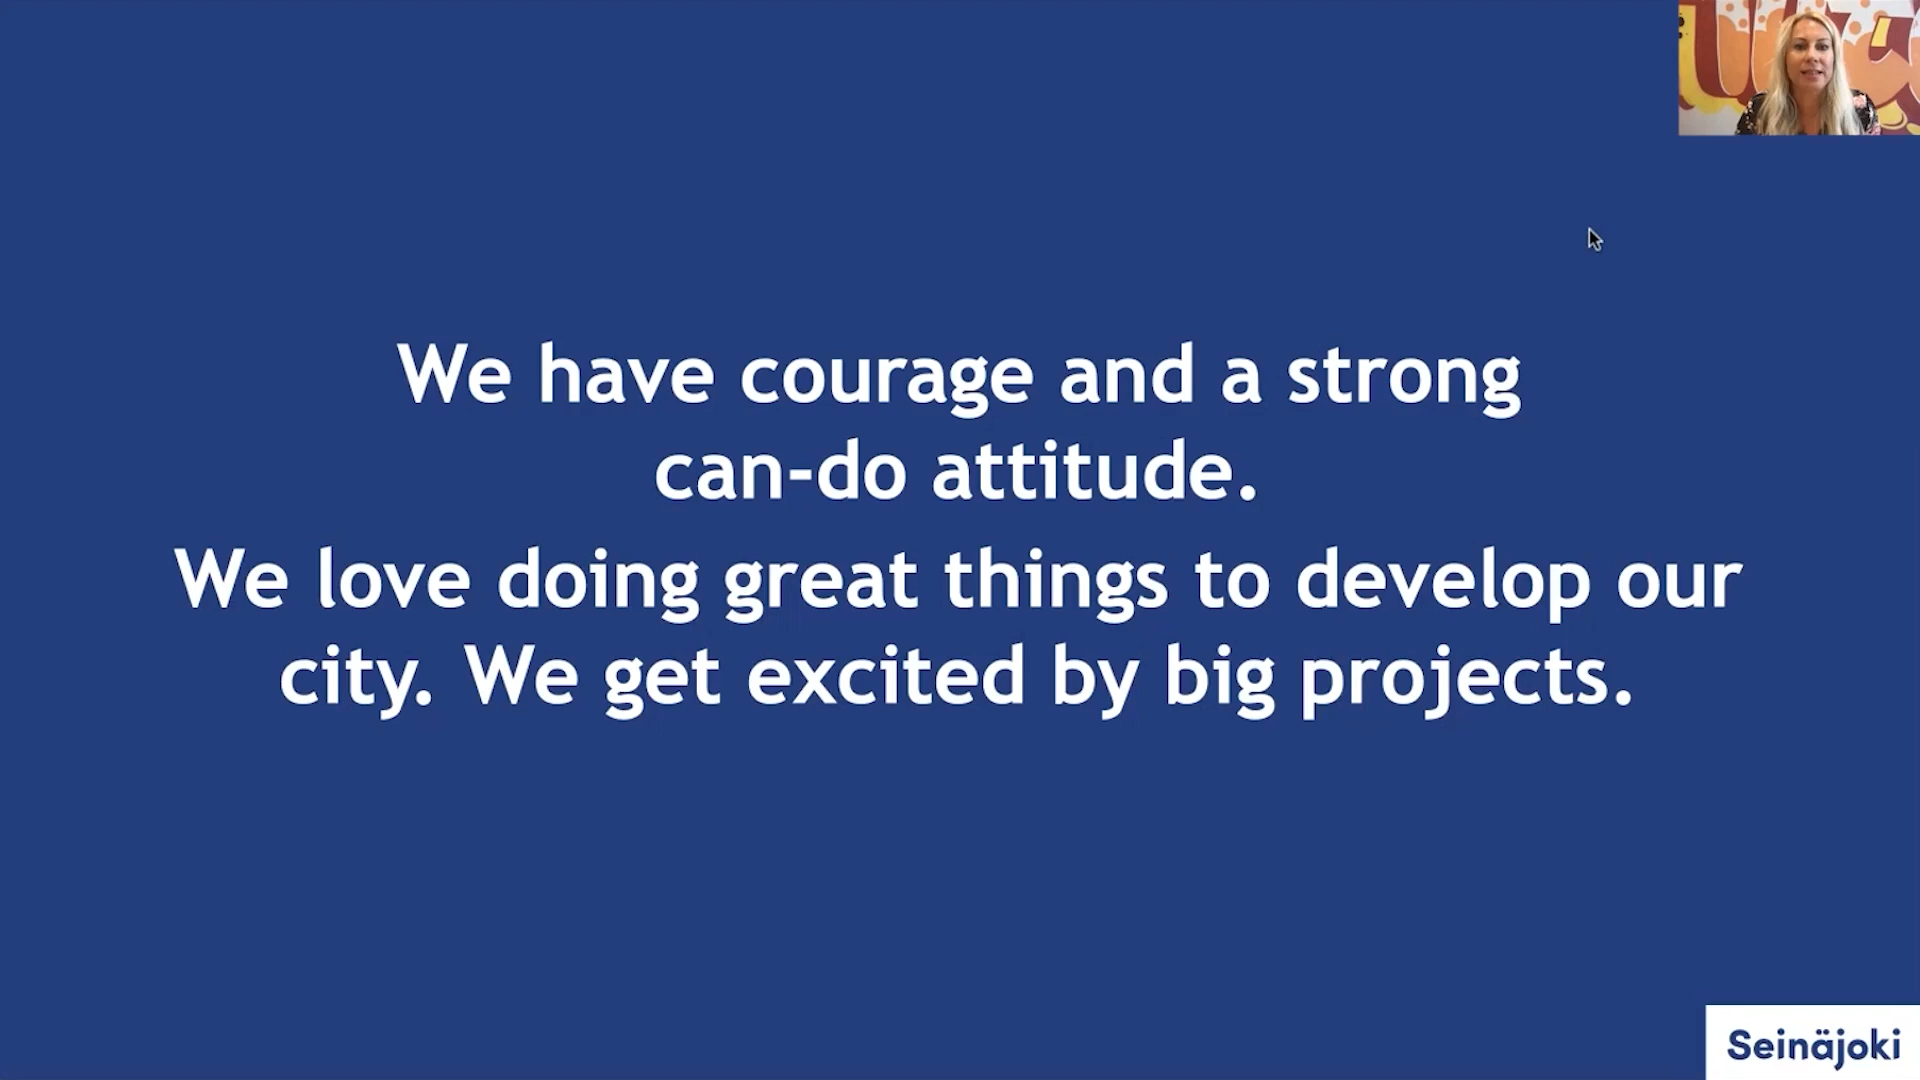 We have courage and a strong
can-do attitude.
We love doing great things to develop our
city. We get excited by big projects.
Seinäjoki